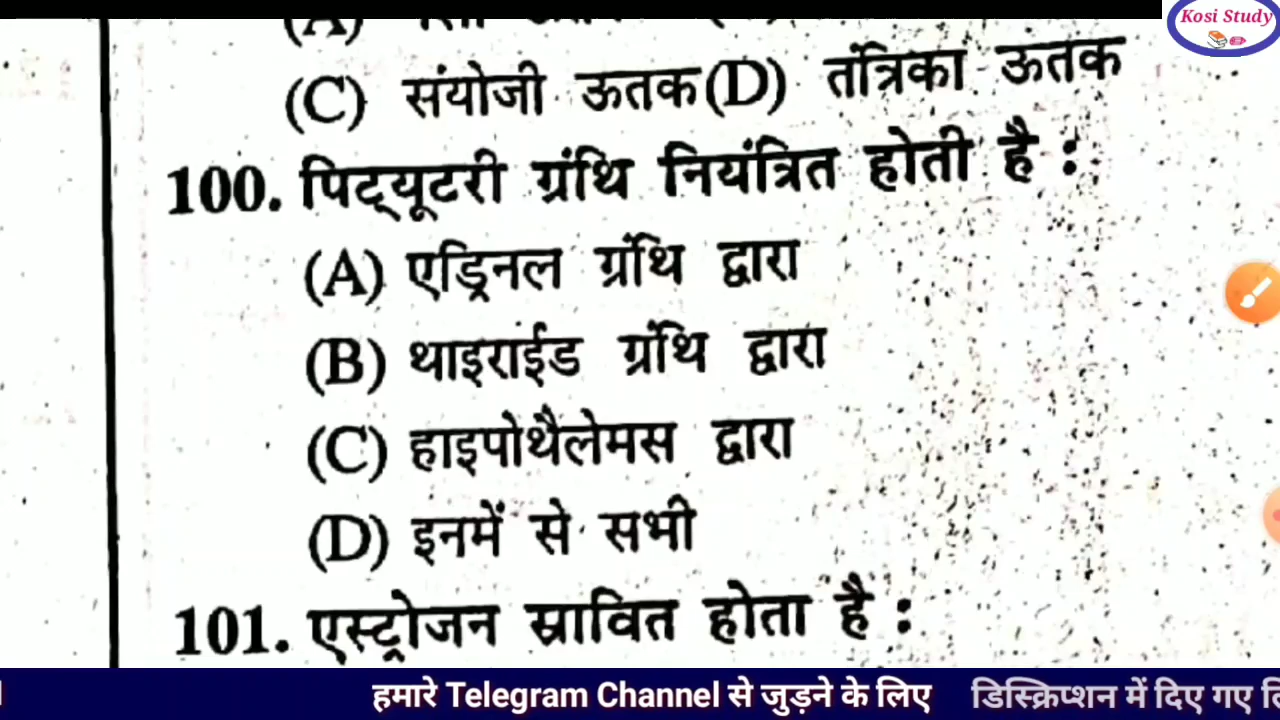 Kosi Study
(A)
(C) संयोजी ऊतक (D) तंत्रिका ऊतक
100. पिट्यूटरी ग्रंथि नियंत्रित होती है :
(A) एड्रिनल ग्रंथि द्वारा
(B) थाइराईड ग्रंथि द्वारा
(C) हाइपोथैलेमस द्वारा
(D) इनमें से सभी
101. एस्ट्रोजन स्रावित होता है :
हमारे Telegram Channel से जुड़ने के लिए डिस्क्रिप्शन में दिए गए